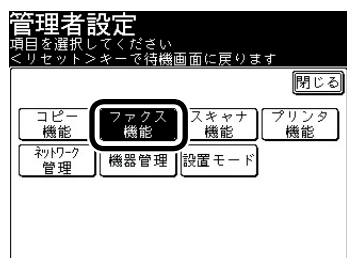 管理者設定
項目を選択してください
<リセット>キーで待機画面に戻ります
閉じる
コピー
機能
ファクス
機能
スキャナ
機能
プリンタ
機能
ネットワーク
管理
機器管理
設置モード